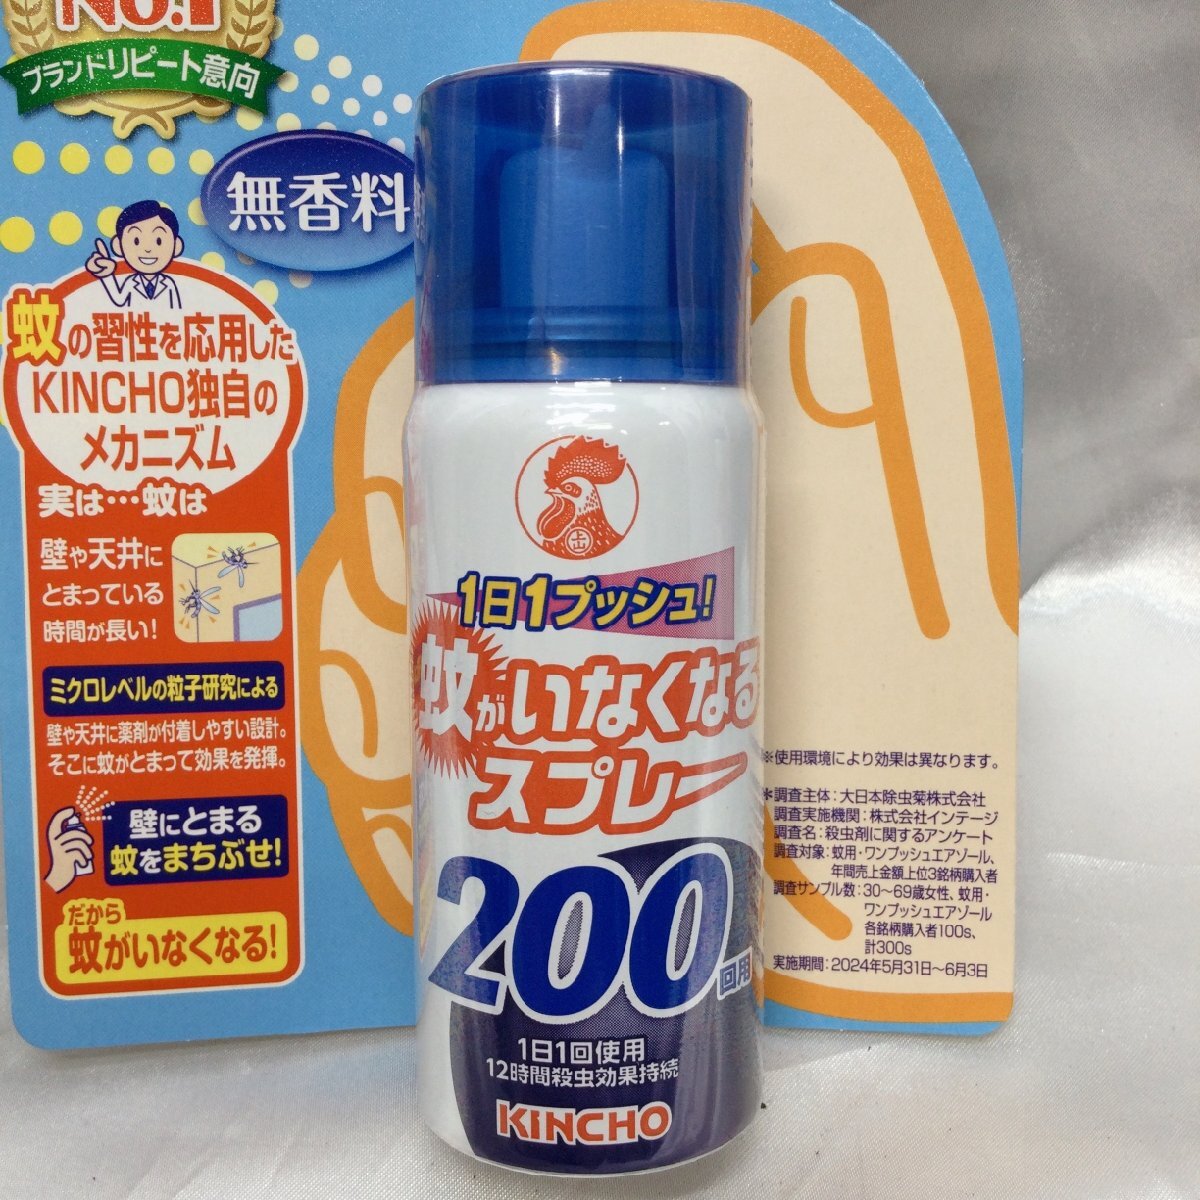 No.1
ブランドリピート意向
無香料
蚊の習性を応用した
KINCHO独自の
メカニズム
実は…蚊は
壁や天井に
とまっている
時間が長い!
ミクロレベルの粒子研究による
壁や天井に薬剤が付着しやすい設計。
そこに蚊がとまって効果を発揮。
壁にとまる
蚊をまちぶせ!
だから
蚊がいなくなる!
1日1プッシュ!
蚊がいなくなる
スプレー
200回用
1日1回使用
12時間殺虫効果持続
KINCHO
※使用環境により効果は異なります。
*調査主体:大日本除虫菊株式会社
調査実施機関:株式会社インテージ
調査名:殺虫剤に関するアンケート
調査対象:蚊用・ワンプッシュエアゾール、
年間売上金額上位3銘柄購入者
調査サンプル数:30〜69歳女性、蚊用・
ワンプッシュエアゾール
各銘柄購入者100s、
計300s
実施期間:2024年5月31日〜6月3日